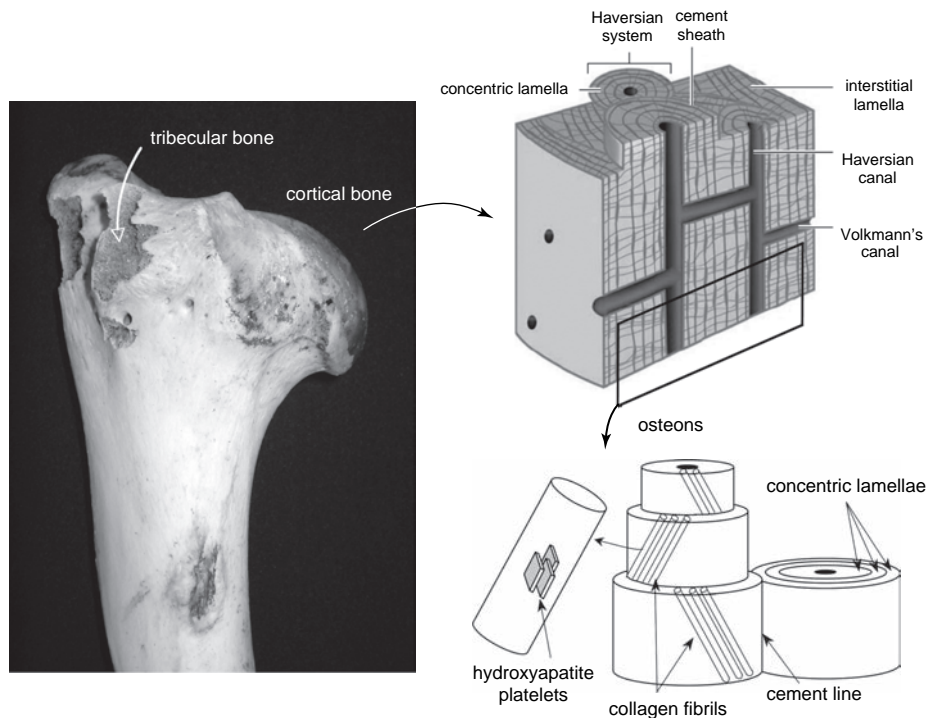 tribecular bone
cortical bone
Haversian
system
cement
sheath
concentric lamella
interstitial
lamella
Haversian
canal
Volkmann's
canal
osteons
concentric lamellae
hydroxyapatite
platelets
collagen fibrils
cement line